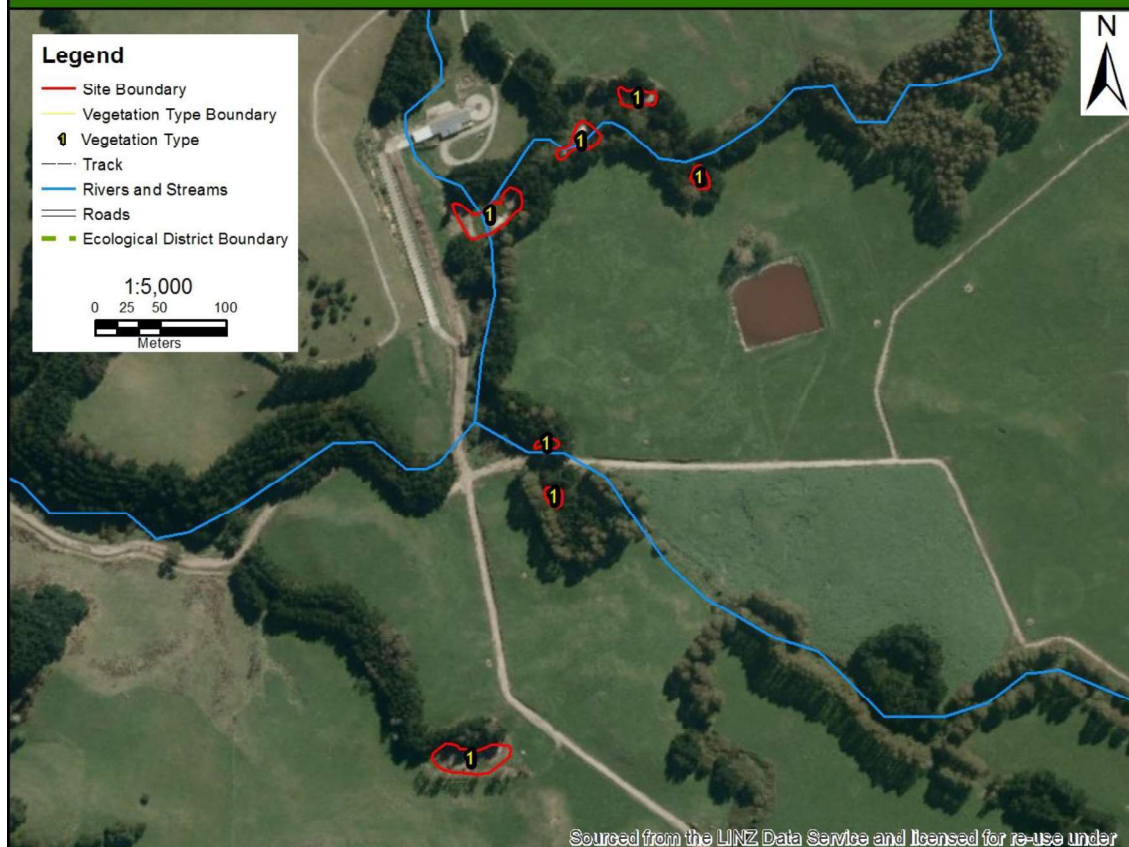 N
Legend
Site Boundary
Vegetation Type Boundary
1 Vegetation Type
Track
Rivers and Streams
Roads
Ecological District Boundary
1:5,000
0 25 50 100
Meters
1
1
1
1
1
1
1
Sourced from the LINZ Data Service and licensed for re-use under